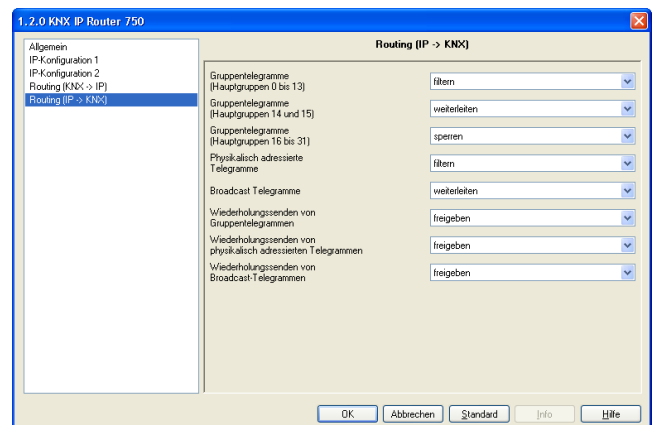 1.2.0 KNX IP Router 750
Allgemein
IP-Konfiguration 1
IP-Konfiguration 2
Routing (KNX -> IP)
Routing (IP -> KNX)
Routing (IP -> KNX)
Gruppentelegramme
(Hauptgruppen 0 bis 13)
filtern
Gruppentelegramme
(Hauptgruppen 14 und 15)
weiterleiten
Gruppentelegramme
(Hauptgruppen 16 bis 31)
sperren
Physikalisch adressierte
Telegramme
filtern
Broadcast Telegramme
weiterleiten
Wiederholungssenden von
Gruppentelegrammen
freigeben
Wiederholungssenden von
physikalisch adressierten Telegrammen
freigeben
Wiederholungssenden von
Broadcast-Telegrammen
freigeben
OK
Abbrechen
Standard
Info
Hilfe